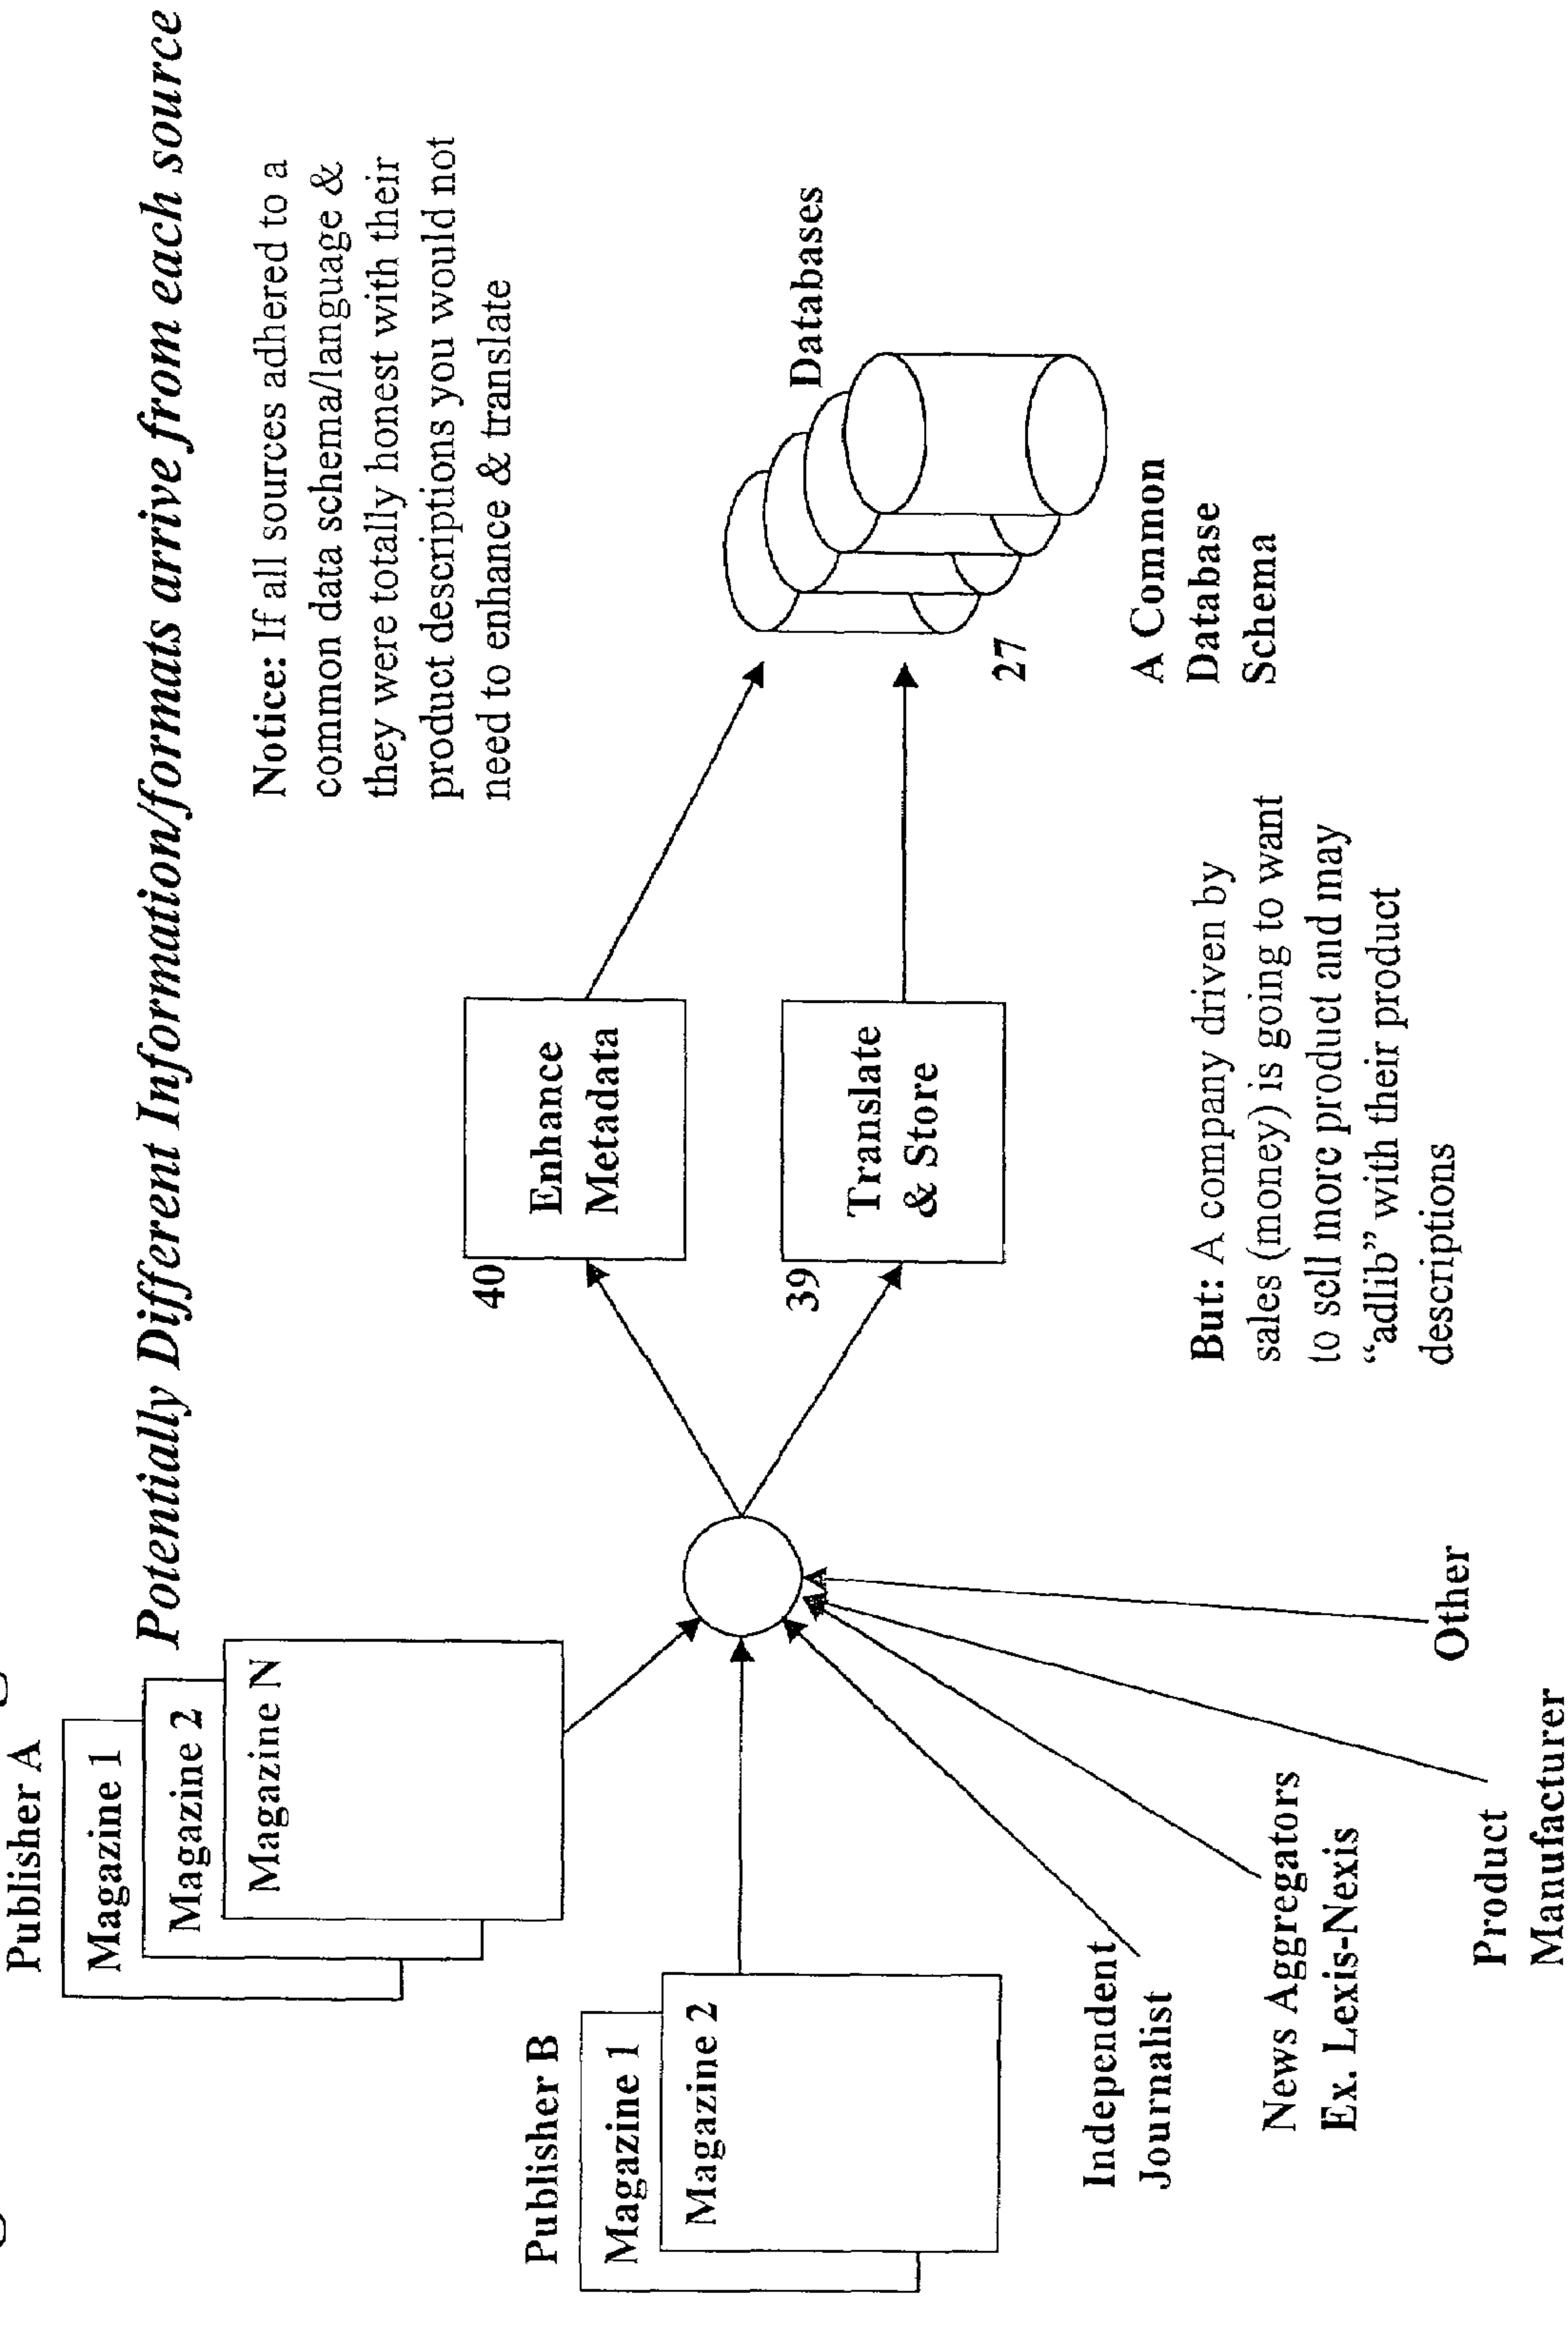 Publisher A
Magazine 1
Magazine 2
Magazine N
Potentially Different Information/formats arrive from each source
Notice: If all sources adhered to a
common data schema/language &
they were totally honest with their
product descriptions you would not
need to enhance & translate
Publisher B
Magazine 1
Magazine 2
40
Enhance
Metadata
39
Translate
& Store
Databases
27
A Common
Database
Schema
Independent
Journalist
News Aggregators
Ex. Lexis-Nexis
Product
Manufacturer
Other
But: A company driven by
sales (money) is going to want
to sell more product and may
“adlib” with their product
descriptions